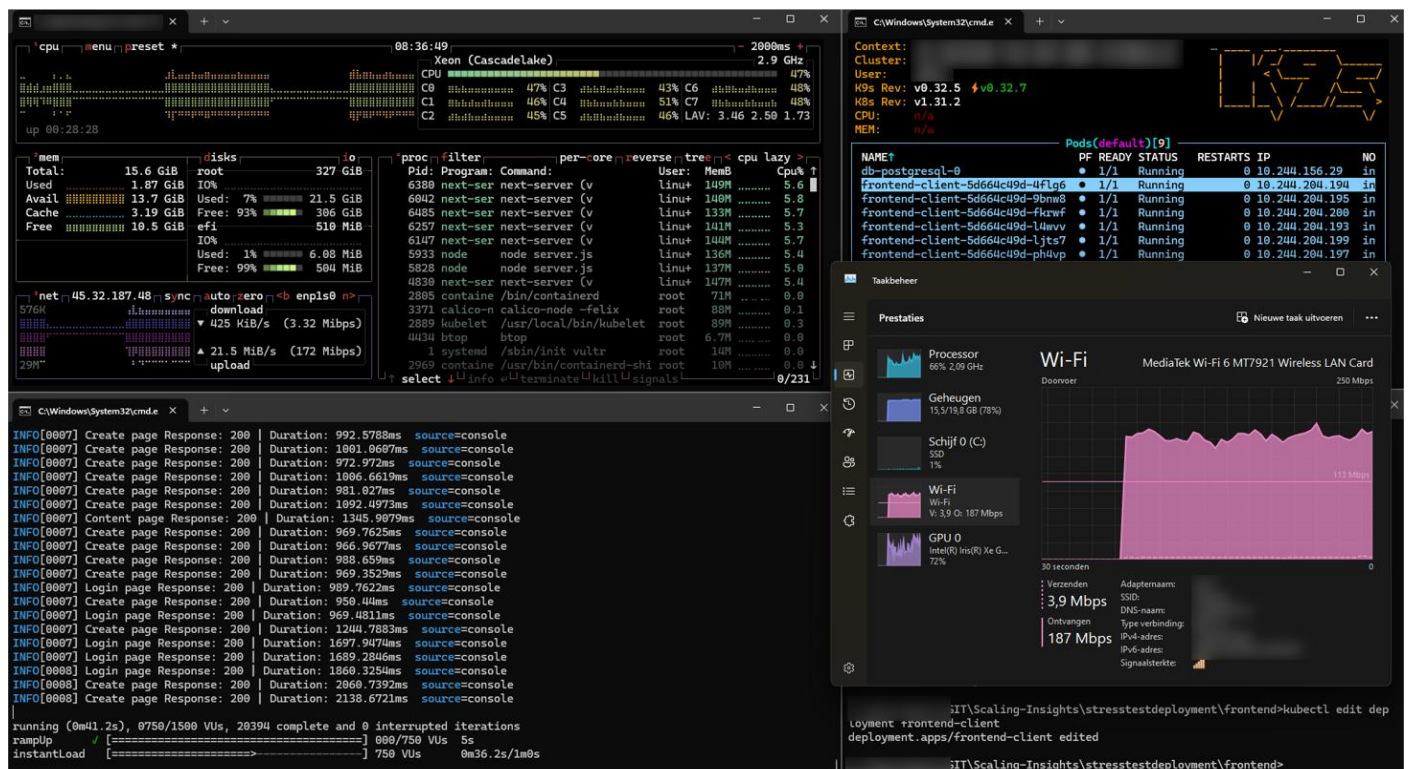 ¹cpu menu preset * 08:36:49 - 2000ms +
Xeon (Cascadelake) 2.9 GHz
CPU 47%
C0 47% C3 43% C6 48%
C1 46% C4 51% C7 48%
C2 45% C5 46% LAV: 3.46 2.50 1.73
up 00:28:28
²mem disks io
Total: 15.6 GiB
Used 1.87 GiB
Avail 13.7 GiB
Cache 3.19 GiB
Free 10.5 GiB
root 327 GiB
IO%
Used: 7% 21.5 GiB
Free: 93% 306 GiB
efi 510 MiB
IO%
Used: 1% 6.08 MiB
Free: 99% 504 MiB
³net 45.32.187.48 sync auto zero <b enp1s0 n>
576K
download
▼ 425 KiB/s (3.32 Mibps)
▲ 21.5 MiB/s (172 Mibps)
upload
29M
⁴proc filter per-core reverse tree < cpu lazy >
Pid: Program: Command: User: MemB Cpu% ↑
6380 next-ser next-server (v linu+ 149M 5.6
6042 next-ser next-server (v linu+ 140M 5.8
6485 next-ser next-server (v linu+ 133M 5.7
6257 next-ser next-server (v linu+ 141M 5.3
6147 next-ser next-server (v linu+ 144M 5.7
5933 node node server.js linu+ 136M 5.4
5828 node node server.js linu+ 137M 5.0
4830 next-ser next-server (v linu+ 147M 5.4
2805 containe /bin/containerd root 71M 0.0
3371 calico-n calico-node -felix root 88M 0.1
2889 kubelet /usr/local/bin/kubelet root 89M 0.3
4434 btop btop root 6.7M 0.0
1 systemd /sbin/init vultr root 14M 0.0
2969 containe /usr/bin/containerd-shi root 10M 0.0 ↓
↑ select ↓ info ↵ terminate kill signals 0/231
C:\Windows\System32\cmd.e
Context:
Cluster:
User:
K9s Rev: v0.32.5 ⚡v0.32.7
K8s Rev: v1.31.2
CPU: n/a
MEM: n/a
Pods(default)[9]
NAME↑ PF READY STATUS RESTARTS IP NO
db-postgresql-0 ● 1/1 Running 0 10.244.156.29 in
frontend-client-5d664c49d-4flg6 ● 1/1 Running 0 10.244.204.194 in
frontend-client-5d664c49d-9bnw8 ● 1/1 Running 0 10.244.204.195 in
frontend-client-5d664c49d-fkrwf ● 1/1 Running 0 10.244.204.200 in
frontend-client-5d664c49d-l4wvv ● 1/1 Running 0 10.244.204.193 in
frontend-client-5d664c49d-ljts7 ● 1/1 Running 0 10.244.204.199 in
frontend-client-5d664c49d-ph4vp ● 1/1 Running 0 10.244.204.197 in
C:\Windows\System32\cmd.e
INFO[0007] Create page Response: 200 | Duration: 992.5788ms source=console
INFO[0007] Create page Response: 200 | Duration: 1001.0607ms source=console
INFO[0007] Create page Response: 200 | Duration: 972.972ms source=console
INFO[0007] Create page Response: 200 | Duration: 1006.6619ms source=console
INFO[0007] Create page Response: 200 | Duration: 981.027ms source=console
INFO[0007] Create page Response: 200 | Duration: 1092.4973ms source=console
INFO[0007] Content page Response: 200 | Duration: 1345.9079ms source=console
INFO[0007] Create page Response: 200 | Duration: 969.7625ms source=console
INFO[0007] Create page Response: 200 | Duration: 966.9677ms source=console
INFO[0007] Create page Response: 200 | Duration: 988.659ms source=console
INFO[0007] Create page Response: 200 | Duration: 969.3529ms source=console
INFO[0007] Login page Response: 200 | Duration: 989.7622ms source=console
INFO[0007] Create page Response: 200 | Duration: 950.44ms source=console
INFO[0007] Login page Response: 200 | Duration: 969.4811ms source=console
INFO[0007] Create page Response: 200 | Duration: 1244.7883ms source=console
INFO[0007] Login page Response: 200 | Duration: 1697.9474ms source=console
INFO[0007] Login page Response: 200 | Duration: 1689.2846ms source=console
INFO[0008] Login page Response: 200 | Duration: 1860.3254ms source=console
INFO[0008] Create page Response: 200 | Duration: 2060.7392ms source=console
INFO[0008] Create page Response: 200 | Duration: 2138.6721ms source=console
running (0m41.2s), 0750/1500 VUs, 20394 complete and 0 interrupted iterations
rampUp ✓ [======================================] 000/750 VUs 5s
instantLoad [======================>---------------] 750 VUs 0m36.2s/1m0s
Taakbeheer
Prestaties
Nieuwe taak uitvoeren
Processor
66% 2,09 GHz
Geheugen
15,5/19,8 GB (78%)
Schijf 0 (C:)
SSD
1%
Wi-Fi
Wi-Fi
V: 3,9 O: 187 Mbps
GPU 0
Intel(R) Iris(R) Xe G...
72%
Wi-Fi
MediaTek Wi-Fi 6 MT7921 Wireless LAN Card
Doorvoer 250 Mbps
113 Mbps
30 seconden 0
Verzenden
3,9 Mbps
Ontvangen
187 Mbps
Adapternaam:
SSID:
DNS-naam:
Type verbinding:
IPv4-adres:
IPv6-adres:
Signaalsterkte:
GIT\Scaling-Insights\stresstestdeployment\frontend>kubectl edit dep
loyment frontend-client
deployment.apps/frontend-client edited
GIT\Scaling-Insights\stresstestdeployment\frontend>